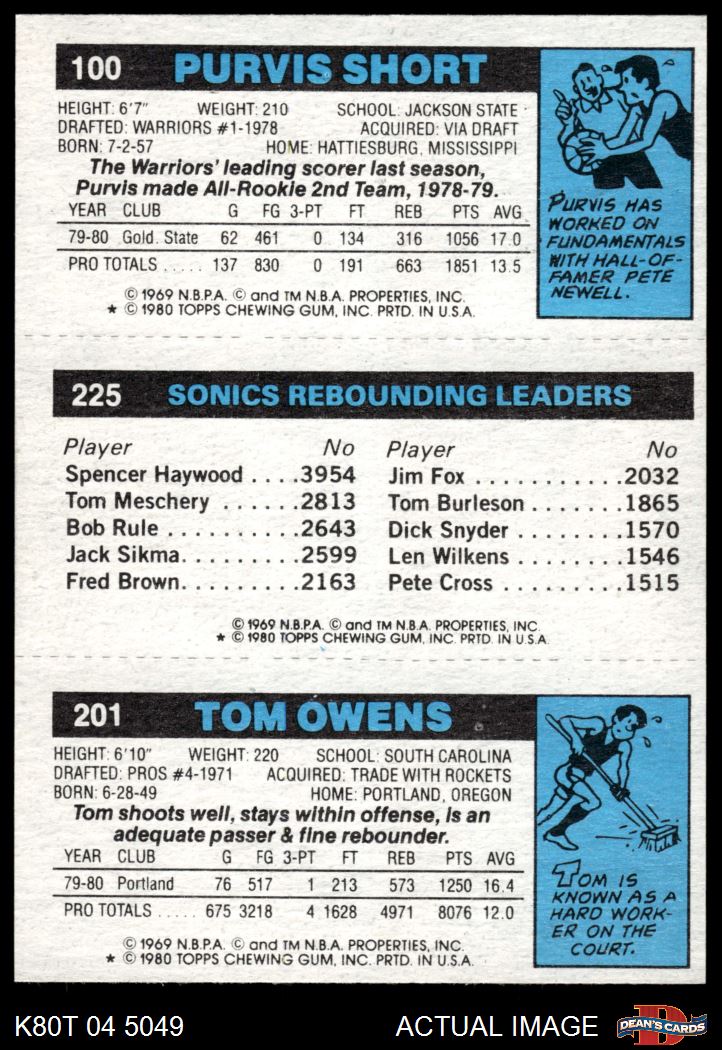 100 PURVIS SHORT
HEIGHT: 6'7" WEIGHT: 210 SCHOOL: JACKSON STATE
DRAFTED: WARRIORS #1-1978 ACQUIRED: VIA DRAFT
BORN: 7-2-57 HOME: HATTIESBURG, MISSISSIPPI
The Warriors' leading scorer last season,
Purvis made All-Rookie 2nd Team, 1978-79.
YEAR CLUB G FG 3-PT FT REB PTS AVG
79-80 Gold. State 62 461 0 134 316 1056 17.0
PRO TOTALS ..... 137 830 0 191 663 1851 13.5
© 1969 N.B.P.A. © and TM N.B.A. PROPERTIES, INC.
* © 1980 TOPPS CHEWING GUM, INC. PRTD. IN U.S.A.
PURVIS HAS
WORKED ON
FUNDAMENTALS
WITH HALL-OF-
FAMER PETE
NEWELL.
225 SONICS REBOUNDING LEADERS
Player No Player No
Spencer Haywood ....3954 Jim Fox ...........2032
Tom Meschery ......2813 Tom Burleson ......1865
Bob Rule ..........2643 Dick Snyder .......1570
Jack Sikma.........2599 Len Wilkens .......1546
Fred Brown.........2163 Pete Cross ........1515
© 1969 N.B.P.A. © and TM N.B.A. PROPERTIES, INC.
* © 1980 TOPPS CHEWING GUM, INC. PRTD. IN U.S.A.
201 TOM OWENS
HEIGHT: 6'10" WEIGHT: 220 SCHOOL: SOUTH CAROLINA
DRAFTED: PROS #4-1971 ACQUIRED: TRADE WITH ROCKETS
BORN: 6-28-49 HOME: PORTLAND, OREGON
Tom shoots well, stays within offense, is an
adequate passer & fine rebounder.
YEAR CLUB G FG 3-PT FT REB PTS AVG
79-80 Portland 76 517 1 213 573 1250 16.4
PRO TOTALS ..... 675 3218 4 1628 4971 8076 12.0
© 1969 N.B.P.A. © and TM N.B.A. PROPERTIES, INC.
* © 1980 TOPPS CHEWING GUM, INC. PRTD. IN U.S.A.
TOM IS
KNOWN AS A
HARD WORK-
ER ON THE
COURT.
K80T 04 5049 ACTUAL IMAGE
D
DEAN'S CARDS